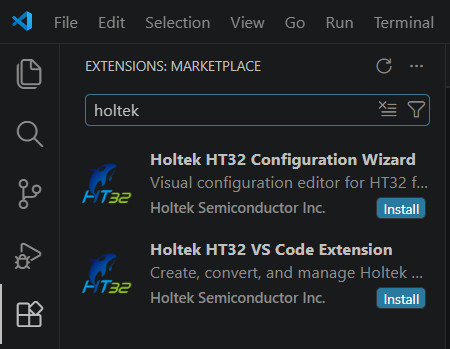 File Edit Selection View Go Run Terminal
EXTENSIONS: MARKETPLACE
holtek
Holtek HT32 Configuration Wizard
Visual configuration editor for HT32 f...
Holtek Semiconductor Inc.
Install
HT32
Holtek HT32 VS Code Extension
Create, convert, and manage Holtek ...
Holtek Semiconductor Inc.
Install
HT32